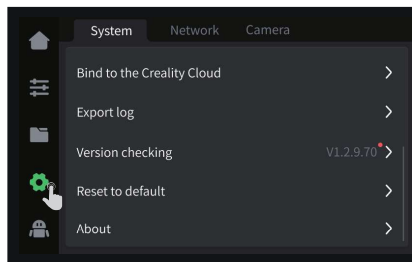 System Network Camera
Bind to the Creality Cloud
Export log
Version checking V1.2.9.70
Reset to default
About